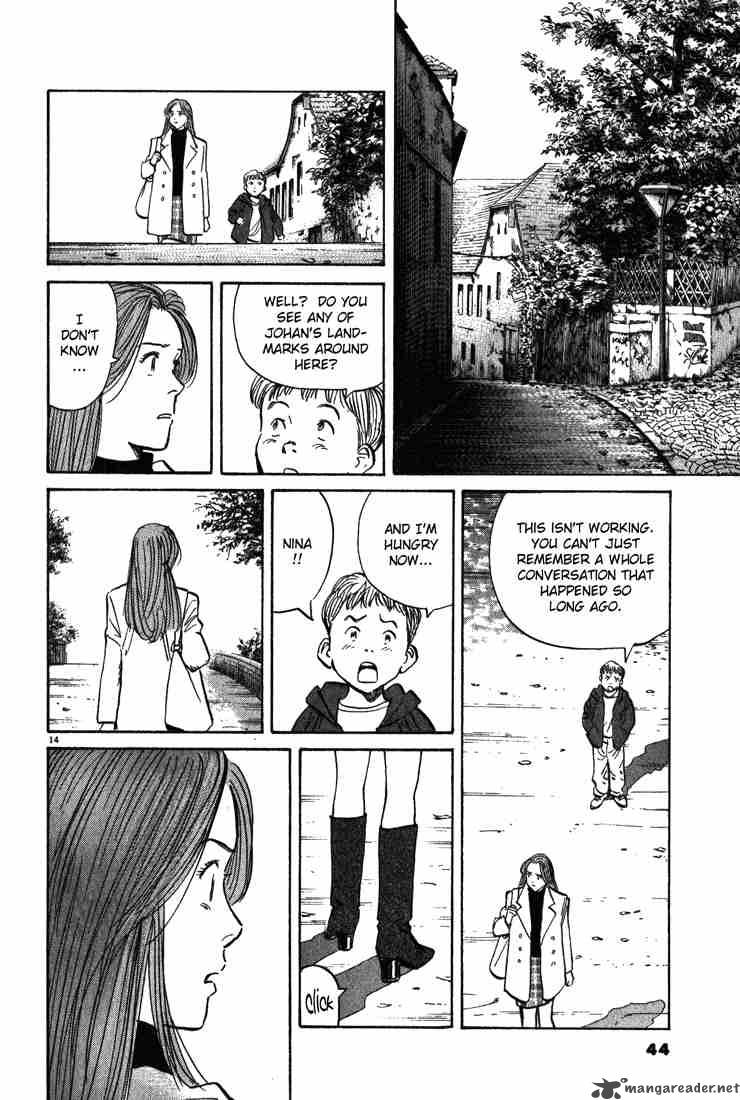 WELL? DO YOU
SEE ANY OF
JOHAN'S LAND-
MARKS AROUND
HERE?
I
DON'T
KNOW
...
THIS ISN'T WORKING.
YOU CAN'T JUST
REMEMBER A WHOLE
CONVERSATION THAT
HAPPENED SO
LONG AGO.
AND I'M
HUNGRY
NOW...
NINA
!!
14
Click
44
mangareader.net